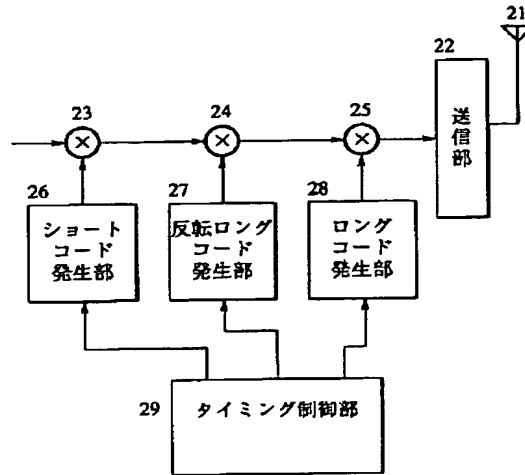 21
22
23
24
25
送信部
26
27
28
ショート
コード
発生部
反転ロング
コード
発生部
ロング
コード
発生部
29
タイミング制御部